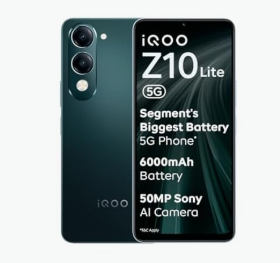 iQOO
Z10 Lite
5G
Segment's
Biggest Battery
5G Phone*
6000mAh
Battery
50MP Sony
AI Camera
*T&C Apply
iQOO